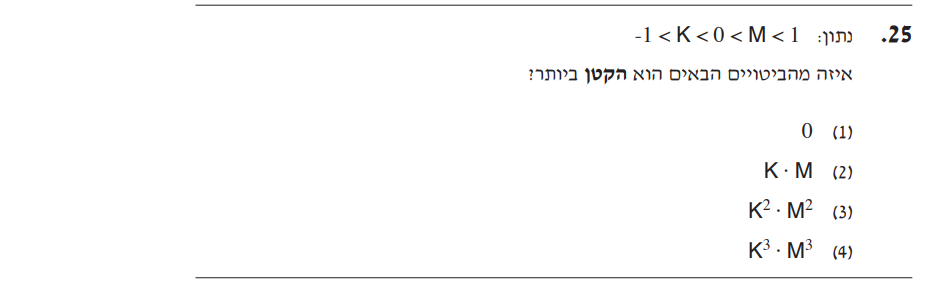 25. נתון: -1 < K < 0 < M < 1
איזה מהביטויים הבאים הוא הקטן ביותר?
(1) 0
(2) K · M
(3) K² · M²
(4) K³ · M³